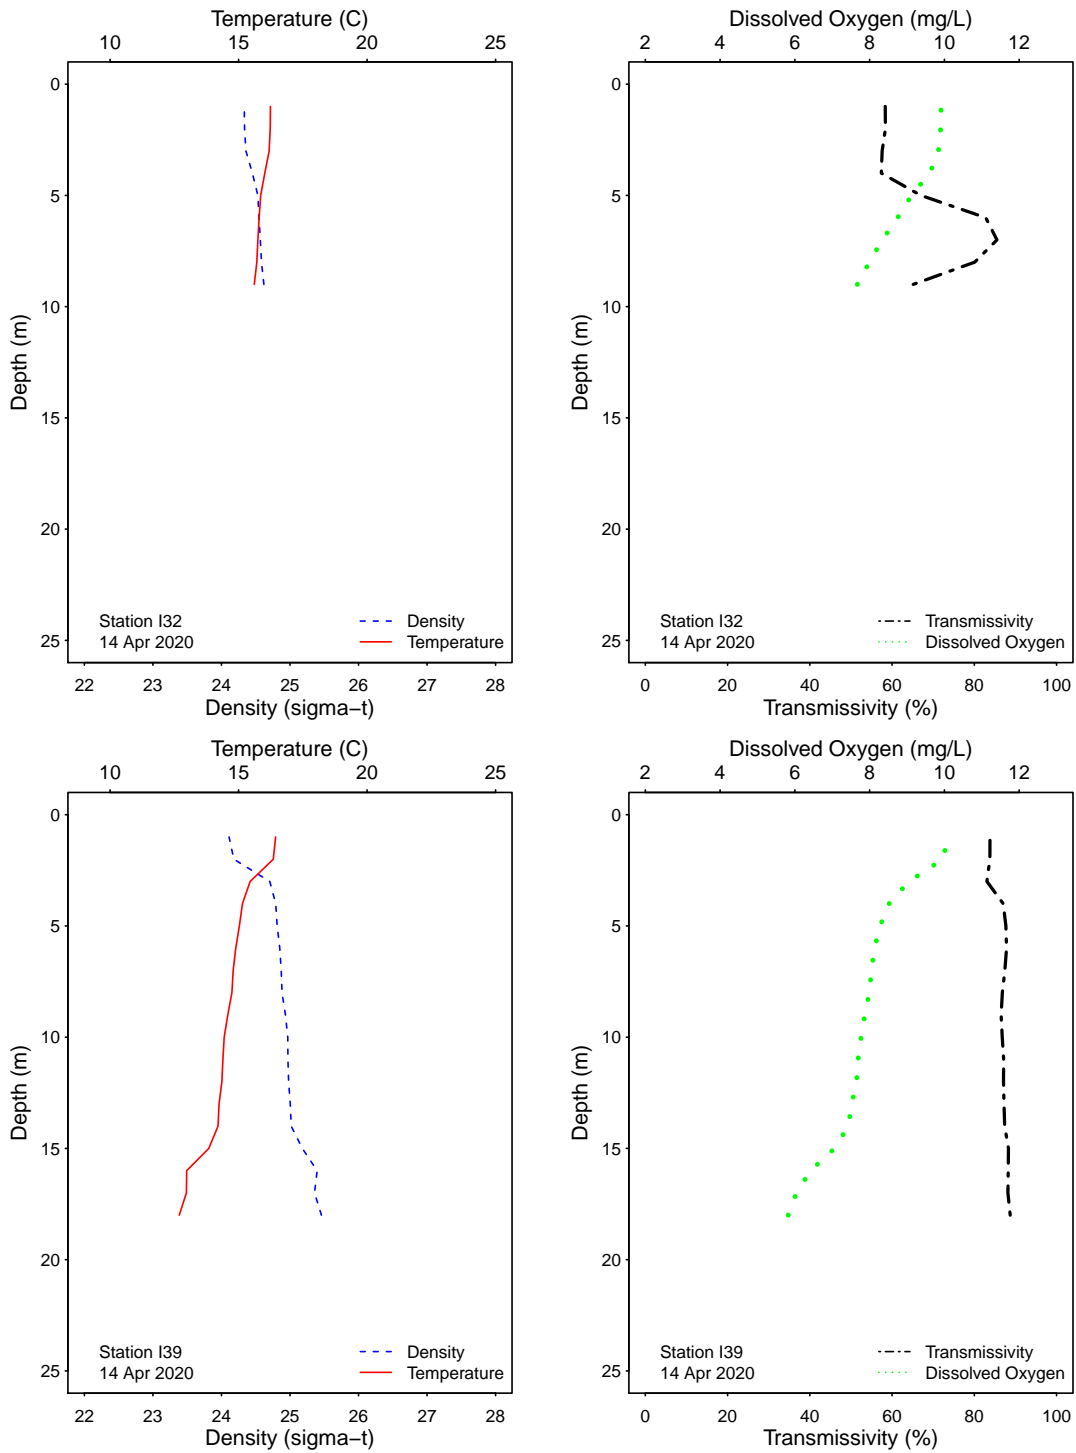 Temperature (C)
10 15 20 25
0
5
10
15
20
25
Depth (m)
Station I32
14 Apr 2020
Density
Temperature
22 23 24 25 26 27 28
Density (sigma−t)
Dissolved Oxygen (mg/L)
2 4 6 8 10 12
0
5
10
15
20
25
Depth (m)
Station I32
14 Apr 2020
Transmissivity
Dissolved Oxygen
0 20 40 60 80 100
Transmissivity (%)
Temperature (C)
10 15 20 25
0
5
10
15
20
25
Depth (m)
Station I39
14 Apr 2020
Density
Temperature
22 23 24 25 26 27 28
Density (sigma−t)
Dissolved Oxygen (mg/L)
2 4 6 8 10 12
0
5
10
15
20
25
Depth (m)
Station I39
14 Apr 2020
Transmissivity
Dissolved Oxygen
0 20 40 60 80 100
Transmissivity (%)